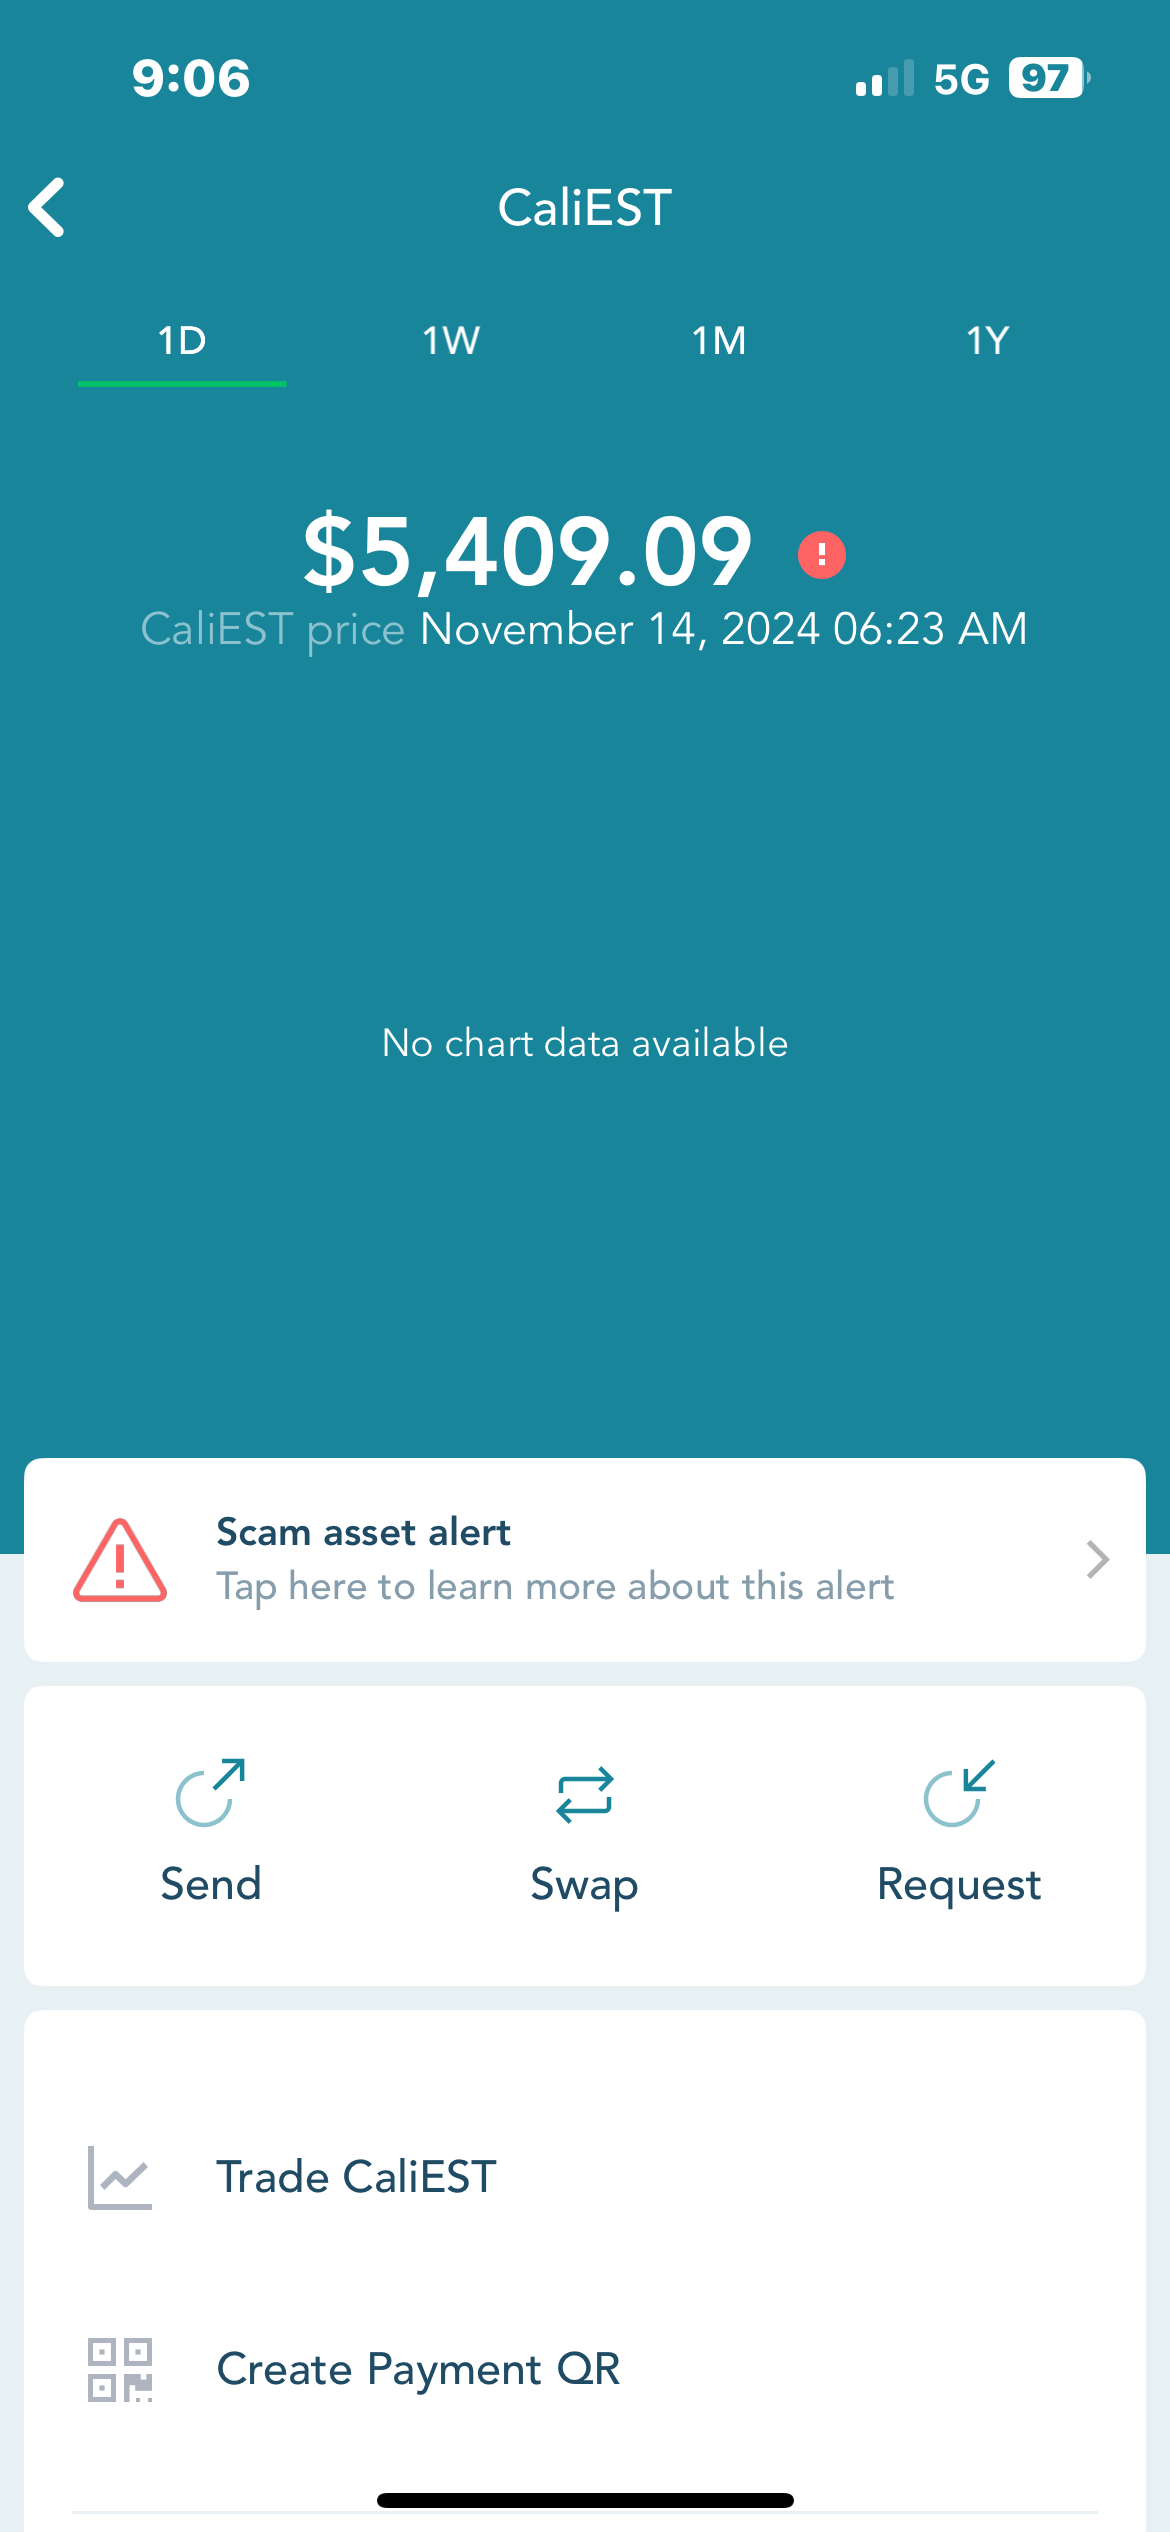 9:06
5G 97
CaliEST
1D 1W 1M 1Y
$5,409.09
CaliEST price November 14, 2024 06:23 AM
No chart data available
Scam asset alert
Tap here to learn more about this alert
Send Swap Request
Trade CaliEST
Create Payment QR